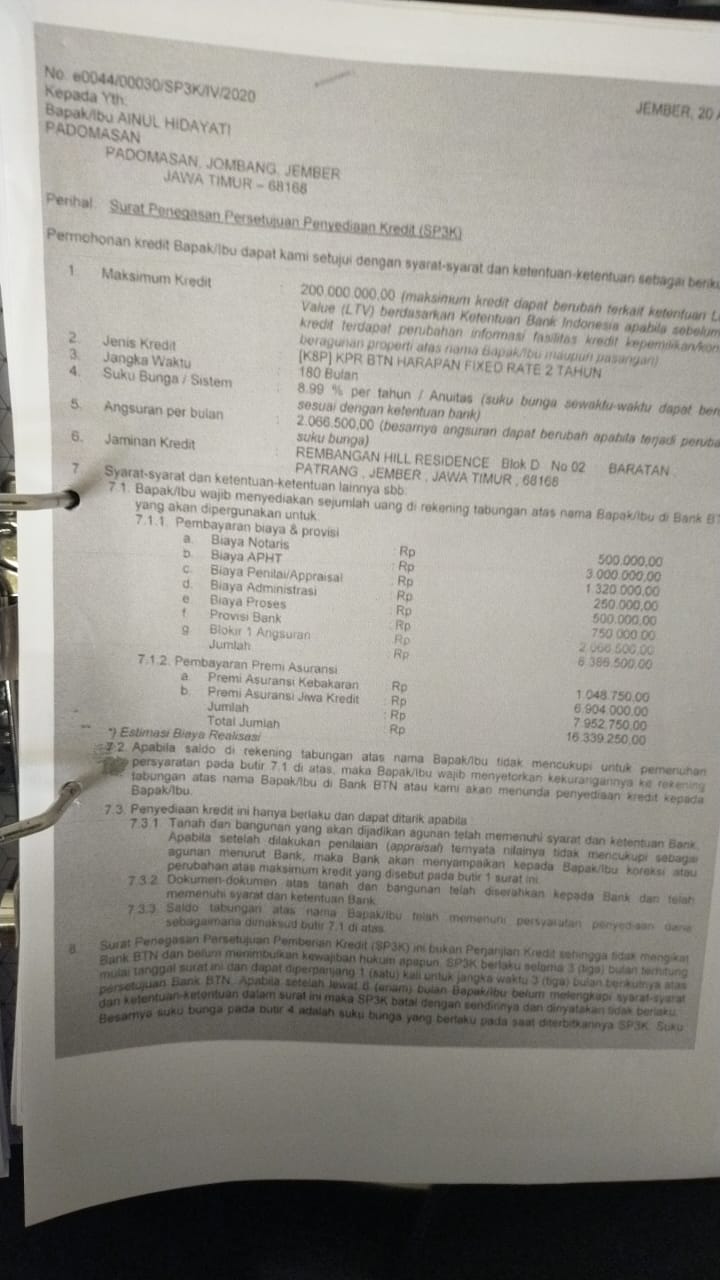 No. e0044/00030/SP3K/IV/2020
JEMBER, 20 A
Kepada Yth.
Bapak/Ibu AINUL HIDAYATI
PADOMASAN
PADOMASAN, JOMBANG, JEMBER
JAWA TIMUR – 68168
Perihal : Surat Penegasan Persetujuan Penyediaan Kredit (SP3K)
Permohonan kredit Bapak/Ibu dapat kami setujui dengan syarat-syarat dan ketentuan-ketentuan sebagai beriku
1. Maksimum Kredit : 200.000.000,00 (maksimum kredit dapat berubah terkait ketentuan L
Value (LTV) berdasarkan Ketentuan Bank Indonesia apabila sebelum
kredit terdapat perubahan informasi fasilitas kredit kepemilikan/kon
beragunan properti atas nama Bapak/Ibu maupun pasangan)
2. Jenis Kredit : [K8P] KPR BTN HARAPAN FIXED RATE 2 TAHUN
3. Jangka Waktu : 180 Bulan
4. Suku Bunga / Sistem : 8.99 % per tahun / Anuitas (suku bunga sewaktu-waktu dapat ber
sesuai dengan ketentuan bank)
5. Angsuran per bulan : 2.066.500,00 (besarnya angsuran dapat berubah apabila terjadi peruba
suku bunga)
6. Jaminan Kredit : REMBANGAN HILL RESIDENCE Blok D No 02 BARATAN ,
PATRANG , JEMBER , JAWA TIMUR , 68168
7. Syarat-syarat dan ketentuan-ketentuan lainnya sbb:
7.1. Bapak/Ibu wajib menyediakan sejumlah uang di rekening tabungan atas nama Bapak/Ibu di Bank BT
yang akan dipergunakan untuk:
7.1.1. Pembayaran biaya & provisi
a. Biaya Notaris : Rp 500.000,00
b. Biaya APHT : Rp 3.000.000,00
c. Biaya Penilai/Appraisal : Rp 1.320.000,00
d. Biaya Administrasi : Rp 250.000,00
e. Biaya Proses : Rp 500.000,00
f. Provisi Bank : Rp 750.000,00
g. Blokir 1 Angsuran : Rp 2.066.500,00
Jumlah : Rp 8.386.500,00
7.1.2. Pembayaran Premi Asuransi
a. Premi Asuransi Kebakaran : Rp 1.048.750,00
b. Premi Asuransi Jiwa Kredit : Rp 6.904.000,00
Jumlah : Rp 7.952.750,00
Total Jumlah : Rp 16.339.250,00
*) Estimasi Biaya Realisasi
7.2. Apabila saldo di rekening tabungan atas nama Bapak/Ibu tidak mencukupi untuk pemenuhan
persyaratan pada butir 7.1 di atas, maka Bapak/Ibu wajib menyetorkan kekurangannya ke rekening
tabungan atas nama Bapak/Ibu di Bank BTN atau kami akan menunda penyediaan kredit kepada
Bapak/Ibu.
7.3. Penyediaan kredit ini hanya berlaku dan dapat ditarik apabila :
7.3.1 Tanah dan bangunan yang akan dijadikan agunan telah memenuhi syarat dan ketentuan Bank.
Apabila setelah dilakukan penilaian (appraisal) ternyata nilainya tidak mencukupi sebagai
agunan menurut Bank, maka Bank akan menyampaikan kepada Bapak/Ibu koreksi atau
perubahan atas maksimum kredit yang disebut pada butir 1 surat ini.
7.3.2. Dokumen-dokumen atas tanah dan bangunan telah diserahkan kepada Bank dan telah
memenuhi syarat dan ketentuan Bank.
7.3.3. Saldo tabungan atas nama Bapak/Ibu telah memenuhi persyaratan penyediaan dana
sebagaimana dimaksud butir 7.1 di atas.
8. Surat Penegasan Persetujuan Pemberian Kredit (SP3K) ini bukan Perjanjian Kredit sehingga tidak mengikat
Bank BTN dan belum menimbulkan kewajiban hukum apapun. SP3K berlaku selama 3 (tiga) bulan terhitung
mulai tanggal surat ini dan dapat diperpanjang 1 (satu) kali untuk jangka waktu 3 (tiga) bulan berikutnya atas
persetujuan Bank BTN. Apabila setelah lewat 6 (enam) bulan Bapak/Ibu belum melengkapi syarat-syarat
dan ketentuan-ketentuan dalam surat ini maka SP3K batal dengan sendirinya dan dinyatakan tidak berlaku.
Besarnya suku bunga pada butir 4 adalah suku bunga yang berlaku pada saat diterbitkannya SP3K. Suku